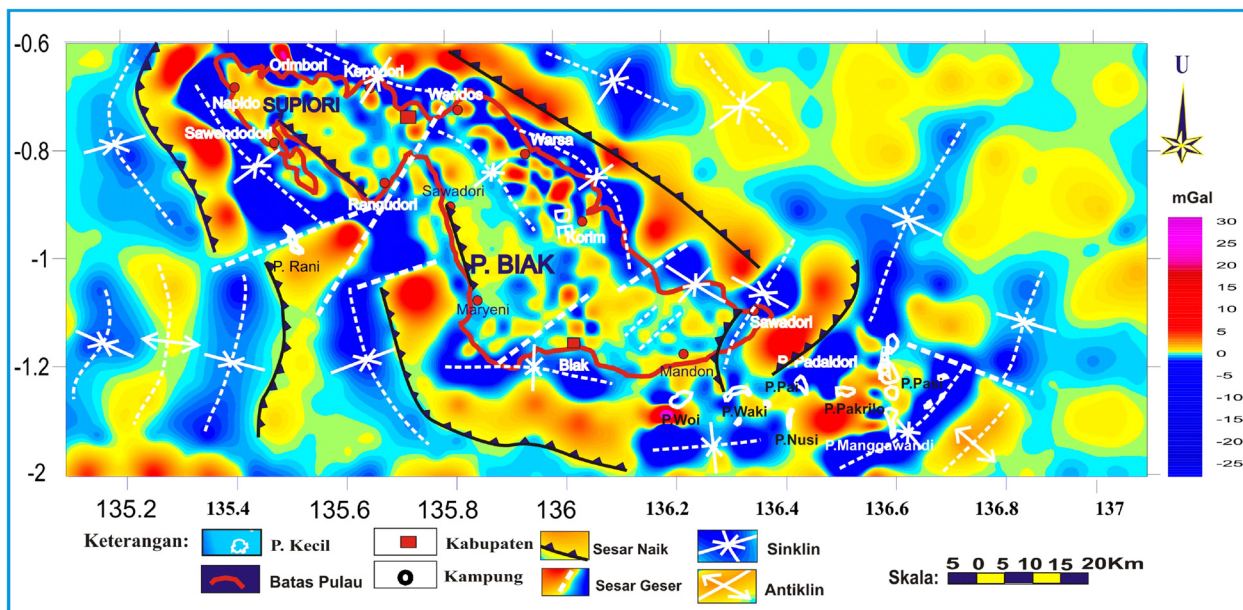 -0.6
-0.8
-1
-1.2
-2
Orimbori
Kepudori
Napido
SUPIORI
Wandos
Sawendodori
Warsa
Rangudori
Sawadori
Korim
P. Rani
P. BIAK
Maryeni
Sawadori
Biak
Mandon
P. Padaidori
P.Pai
P.Pasi
P.Woi
P.Waki
P.Pakrilo
P.Nusi
P.Manggawandi
U
mGal
30
25
20
15
10
5
0
-5
-10
-15
-20
-25
135.2
135.4
135.6
135.8
136
136.2
136.4
136.6
136.8
137
Keterangan:
P. Kecil
Kabupaten
Sesar Naik
Sinklin
Batas Pulau
Kampung
Sesar Geser
Antiklin
Skala:
5 0 5 10 15 20Km